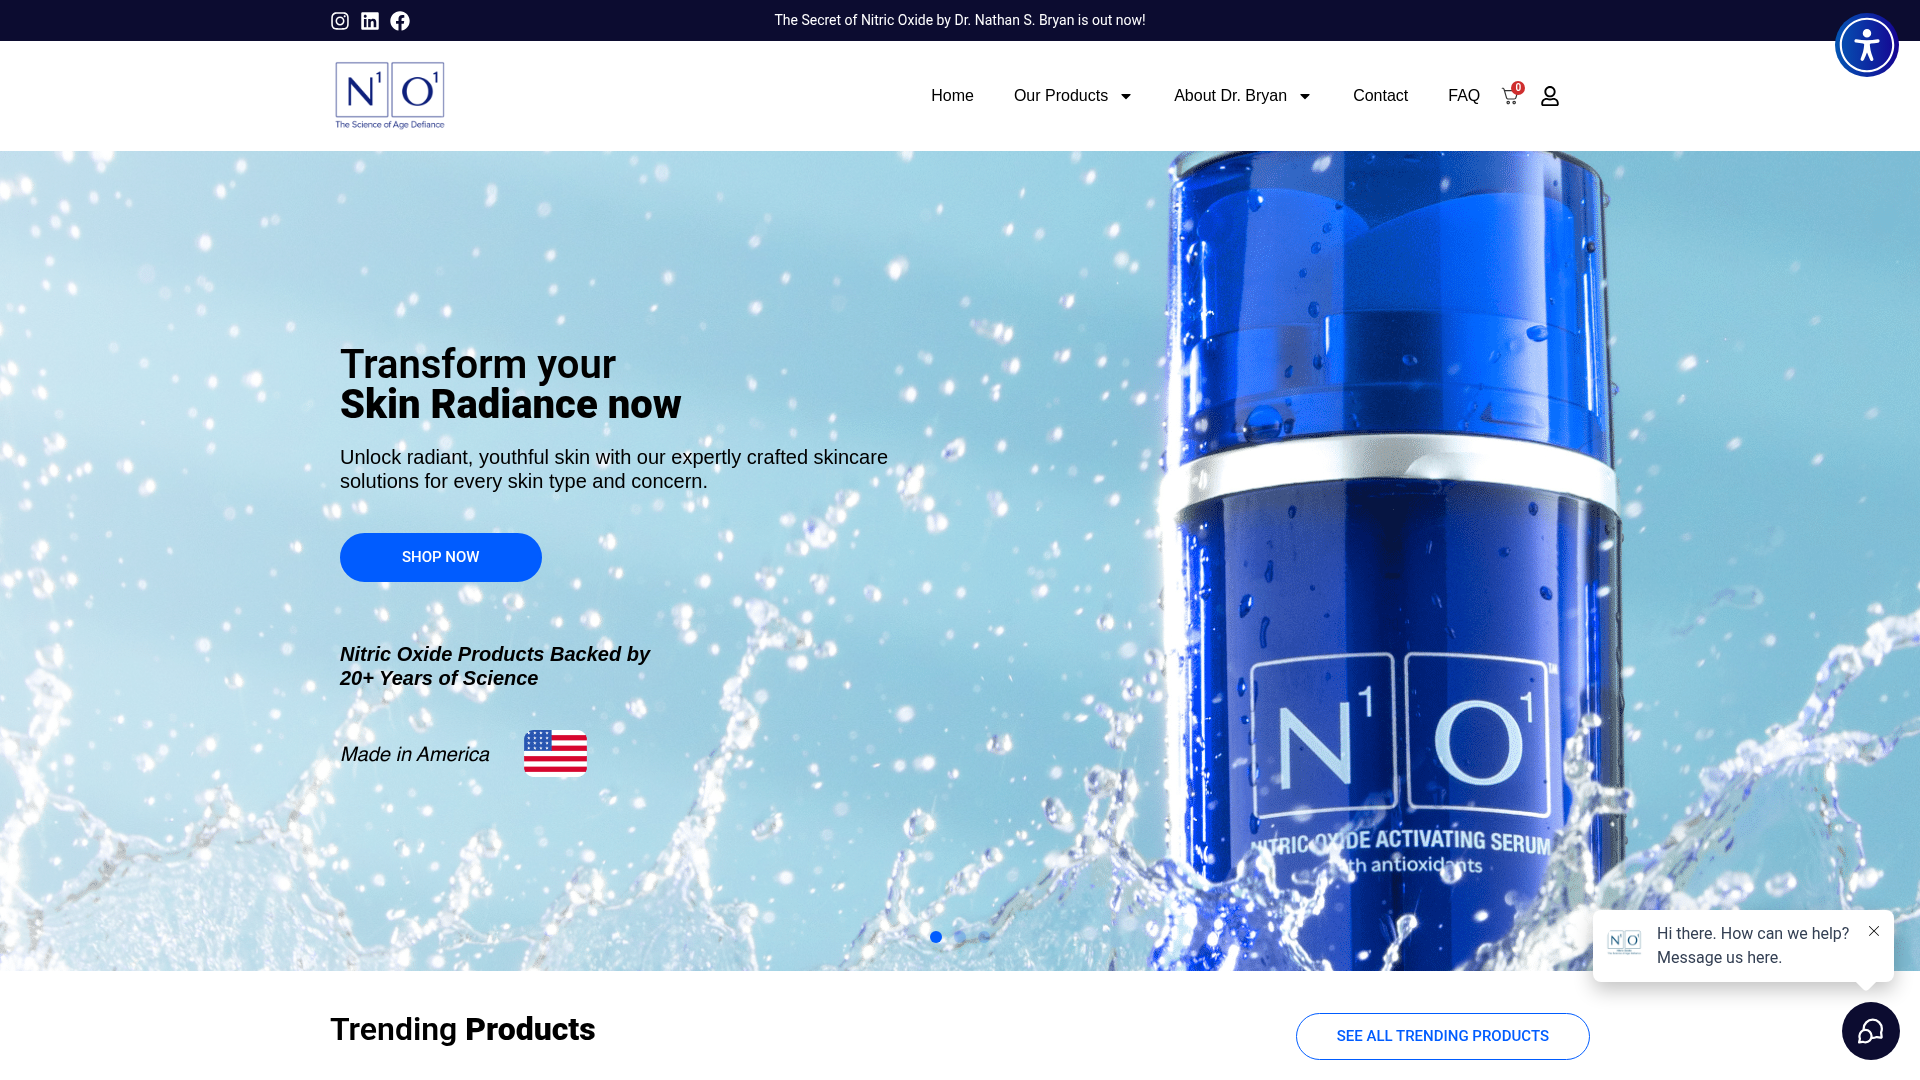 The Secret of Nitric Oxide by Dr. Nathan S. Bryan is out now!
N1 O1
The Science of Age Defiance
Home
Our Products
About Dr. Bryan
Contact
FAQ
0
Transform your
Skin Radiance now
Unlock radiant, youthful skin with our expertly crafted skincare
solutions for every skin type and concern.
SHOP NOW
Nitric Oxide Products Backed by
20+ Years of Science
Made in America
N1 O1 ™
NITRIC OXIDE ACTIVATING SERUM
with antioxidants
Hi there. How can we help?
Message us here.
N O
Trending Products
SEE ALL TRENDING PRODUCTS